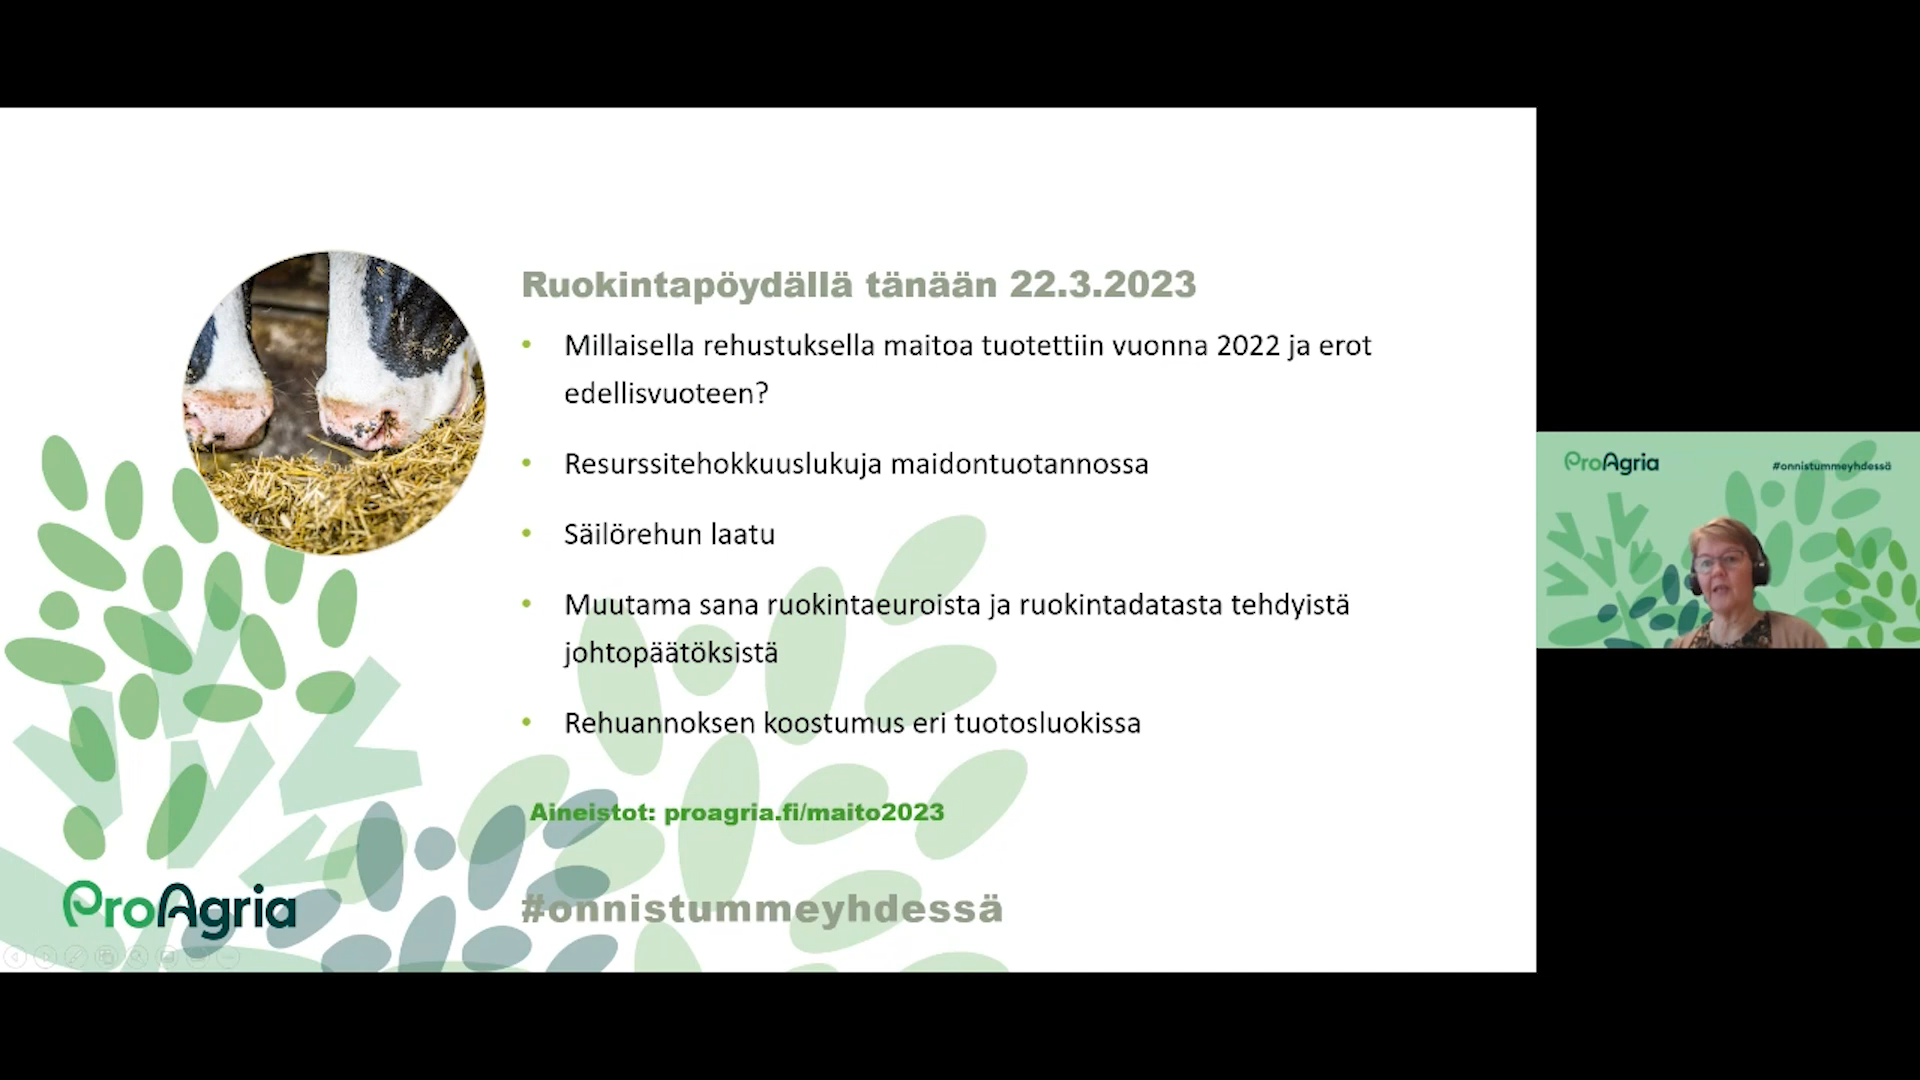 Ruokintapöydällä tänään 22.3.2023
• Millaisella rehustuksella maitoa tuotettiin vuonna 2022 ja erot
edellisvuoteen?
• Resurssitehokkuuslukuja maidontuotannossa
• Säilörehun laatu
• Muutama sana ruokintaeuroista ja ruokintadatasta tehdyistä
johtopäätöksistä
• Rehuannoksen koostumus eri tuotosluokissa
Aineistot: proagria.fi/maito2023
ProAgria
#onnistummeyhdessä
ProAgria
#onnistummeyhdessä